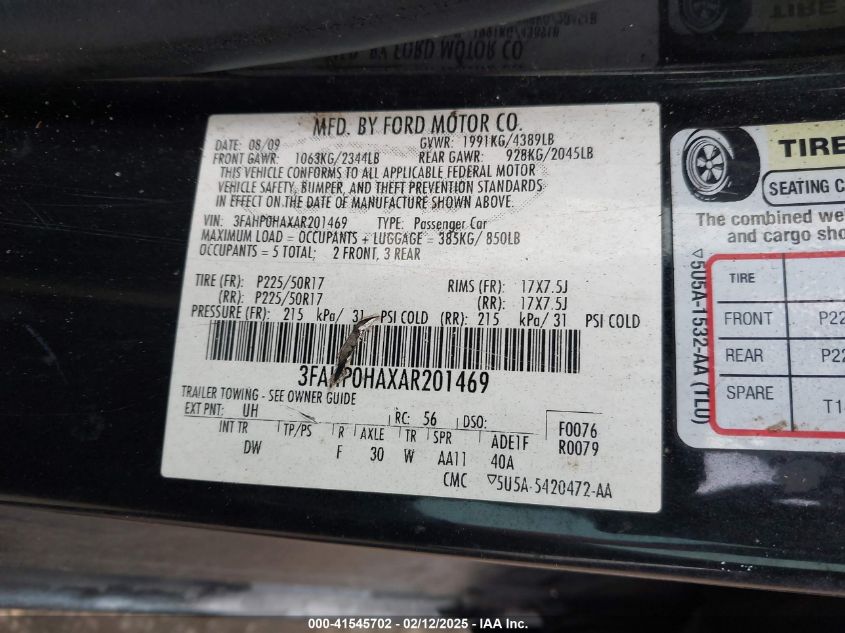 MFD. BY FORD MOTOR CO.
DATE: 08/09 GVWR: 1991KG/4389LB
FRONT GAWR: 1063KG/2344LB REAR GAWR: 928KG/2045LB
THIS VEHICLE CONFORMS TO ALL APPLICABLE FEDERAL MOTOR
VEHICLE SAFETY, BUMPER, AND THEFT PREVENTION STANDARDS
IN EFFECT ON THE DATE OF MANUFACTURE SHOWN ABOVE.
VIN: 3FAHP0HAXAR201469 TYPE: Passenger Car
MAXIMUM LOAD = OCCUPANTS + LUGGAGE = 385KG/ 850LB
OCCUPANTS = 5 TOTAL; 2 FRONT, 3 REAR
TIRE (FR): P225/50R17 RIMS (FR): 17X7.5J
(RR): P225/50R17 (RR): 17X7.5J
PRESSURE (FR): 215 kPa/ 31 PSI COLD (RR): 215 kPa/ 31 PSI COLD
3FAHP0HAXAR201469
TRAILER TOWING - SEE OWNER GUIDE
EXT PNT: UH RC: 56 DSO: F0076
INT TR TP/PS R AXLE TR SPR ADE1F R0079
DW F 30 W AA11 40A
CMC ▽5U5A-5420472-AA
TIRE
SEATING C
The combined we
and cargo sho
TIRE
FRONT P22
REAR P22
SPARE T1
▽5U5A-1532-AA (TL0)
000-41545702 - 02/12/2025 - IAA Inc.